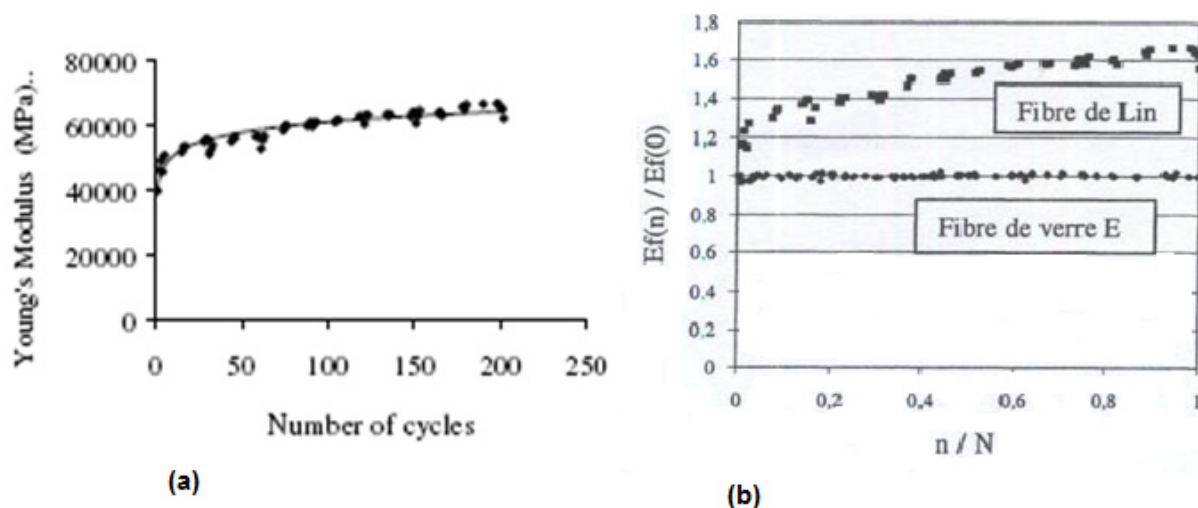 Young's Modulus (MPa)..
80000
60000
40000
20000
0
0 50 100 150 200 250
Number of cycles
(a)
Ef(n) / Ef(0)
1,8
1,6
1,4
1,2
1
0,8
0,6
0,4
0,2
0
Fibre de Lin
Fibre de verre E
0 0,2 0,4 0,6 0,8 1
n / N
(b)